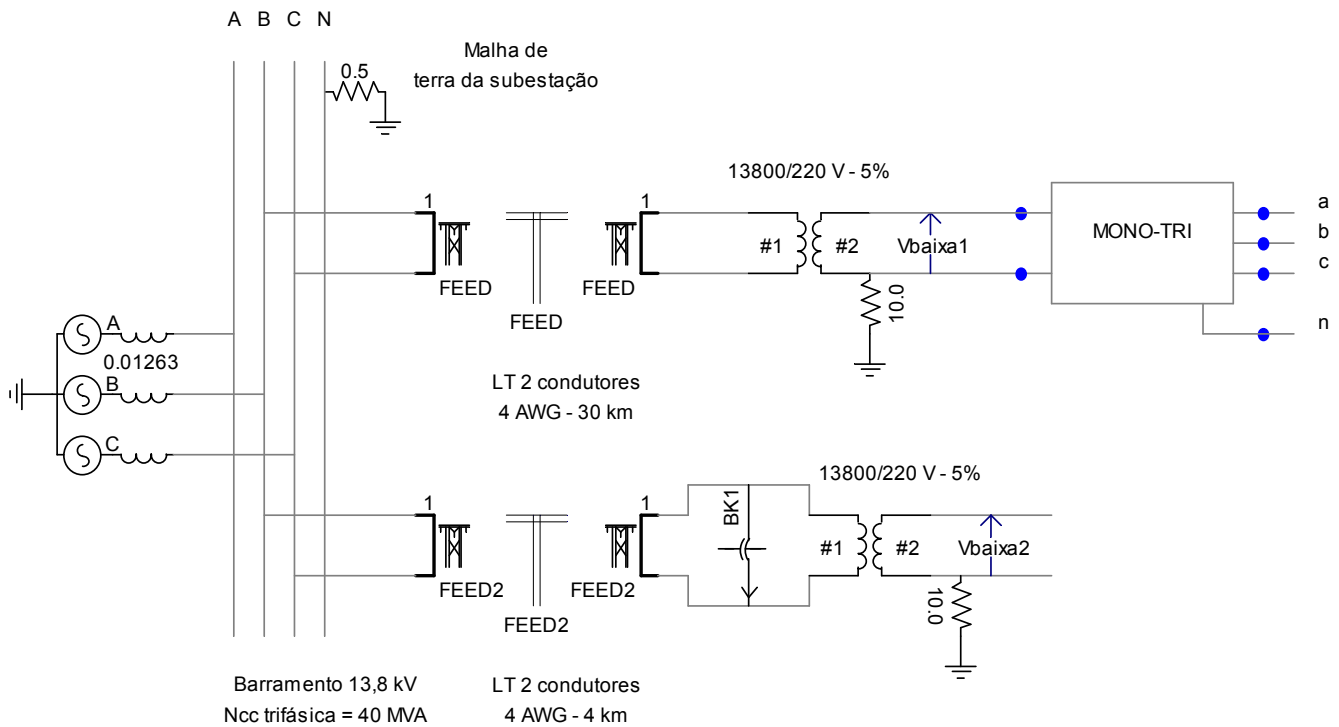 A B C N
Malha de
terra da subestação
0.5
13800/220 V - 5%
1
1
a
b
c
n
MONO-TRI
#1
#2
Vbaixa1
FEED
FEED
FEED
10.0
A
0.01263
B
C
LT 2 condutores
4 AWG - 30 km
13800/220 V - 5%
1
1
BK1
#1
#2
Vbaixa2
FEED2
FEED2
FEED2
10.0
Barramento 13,8 kV
Ncc trifásica = 40 MVA
LT 2 condutores
4 AWG - 4 km